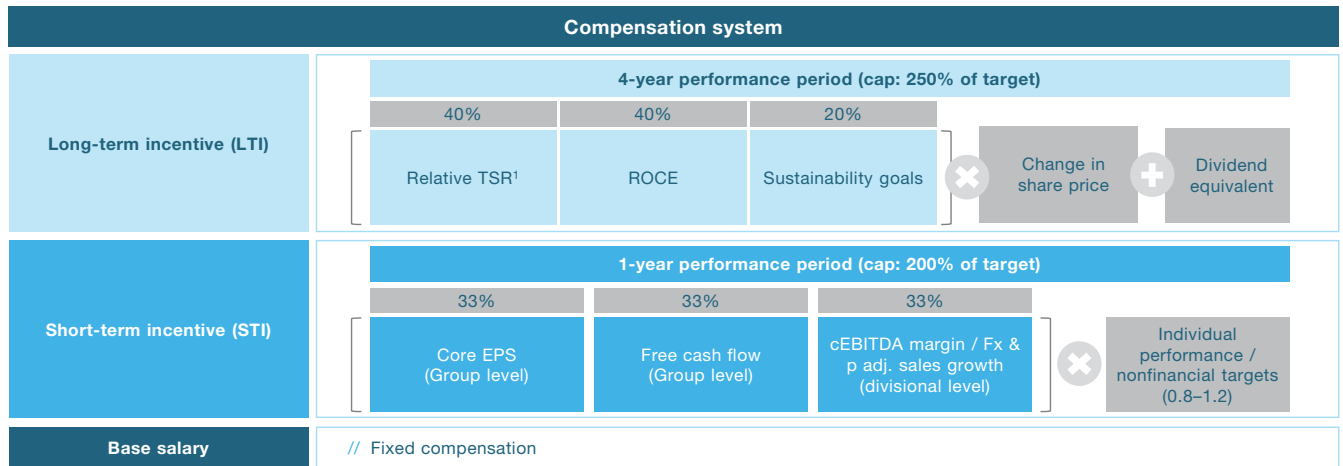 Compensation system
Long-term incentive (LTI)
4-year performance period (cap: 250% of target)
40%
40%
20%
Relative TSR¹
ROCE
Sustainability goals
Change in
share price
Dividend
equivalent
Short-term incentive (STI)
1-year performance period (cap: 200% of target)
33%
33%
33%
Core EPS
(Group level)
Free cash flow
(Group level)
cEBITDA margin / Fx &
p adj. sales growth
(divisional level)
Individual
performance /
nonfinancial targets
(0.8–1.2)
Base salary
// Fixed compensation